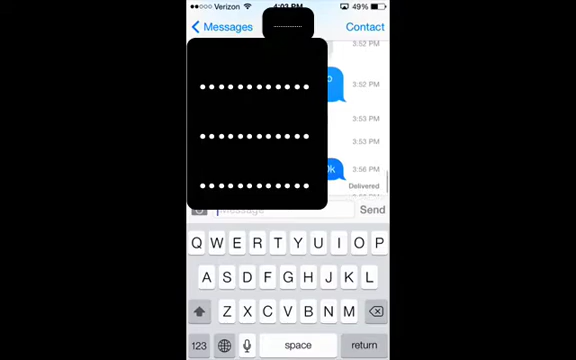 Verizon 4:03 PM 49%
Messages Contact
3:52 PM
3:52 PM
3:53 PM
3:53 PM
k 3:56 PM
Delivered
Message Send
Q W E R T Y U I O P
A S D F G H J K L
Z X C V B N M
123 space return